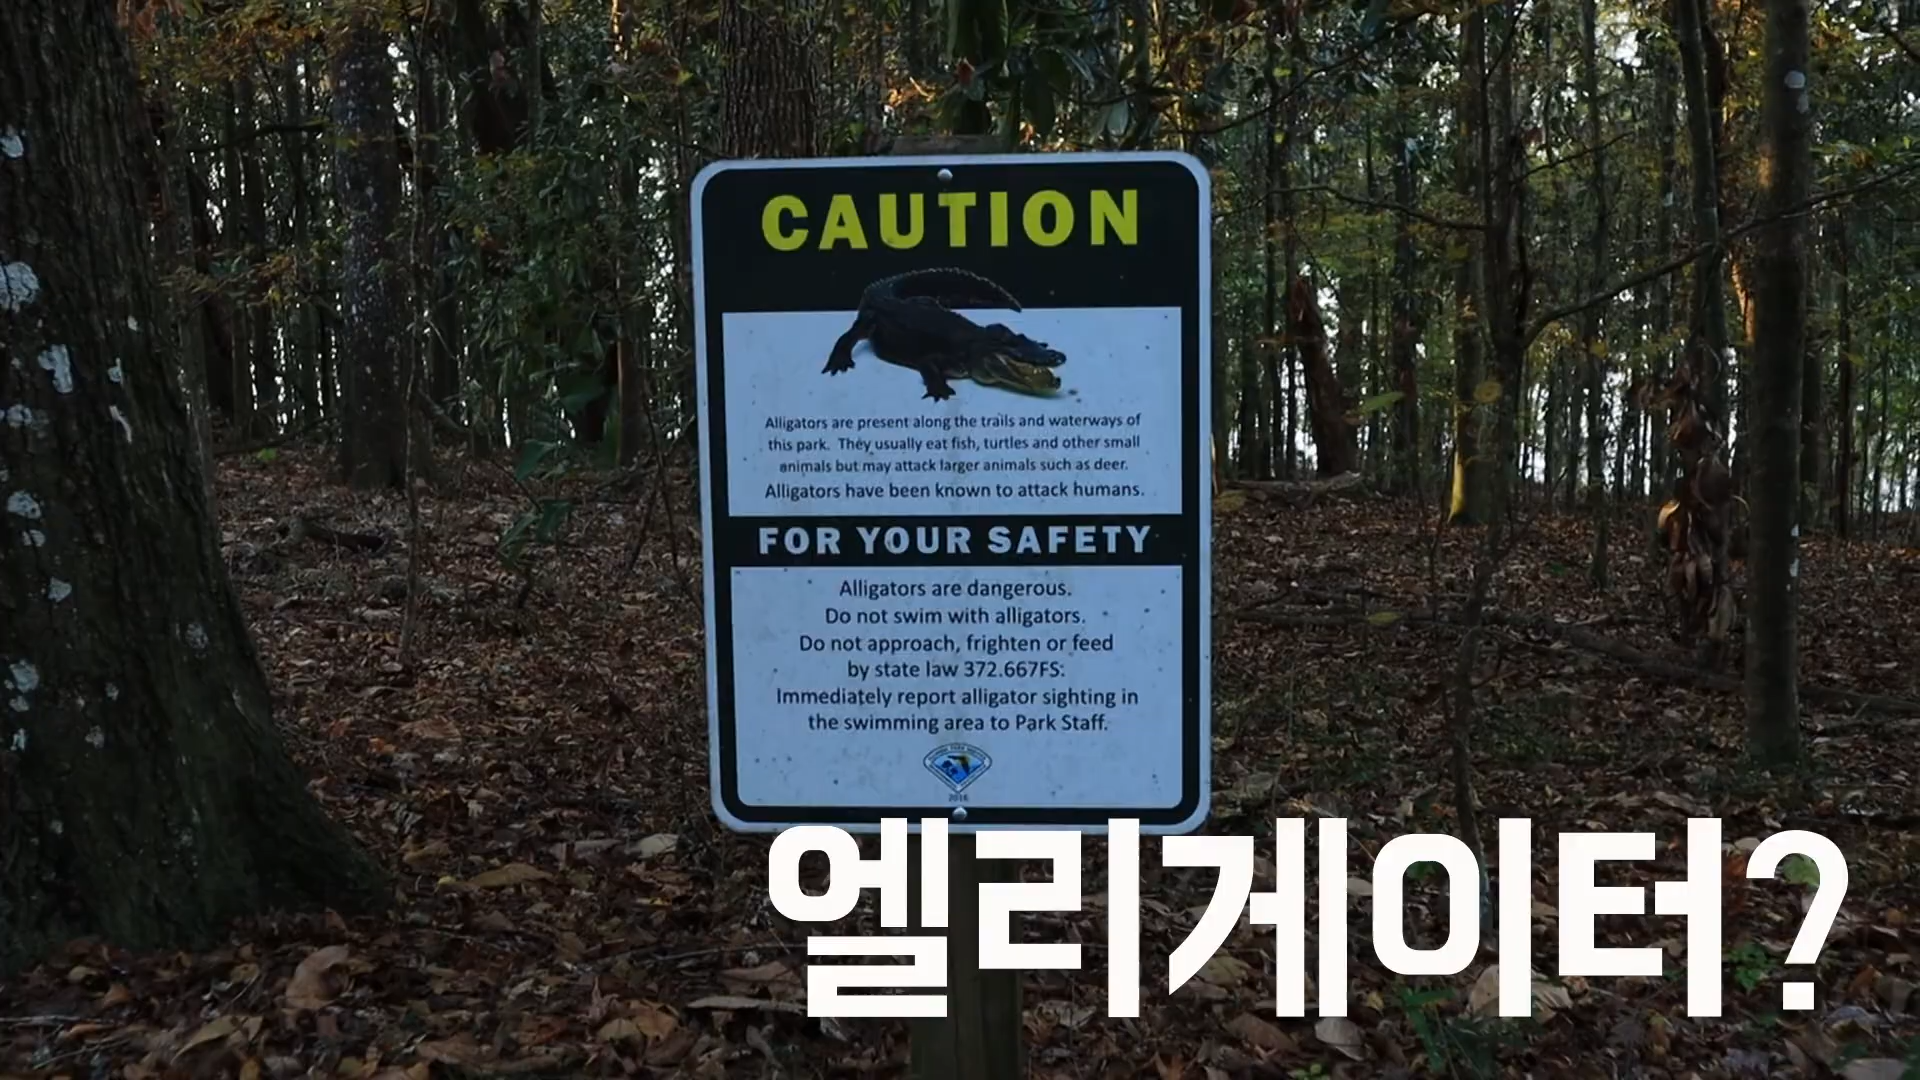 CAUTION
Alligators are present along the trails and waterways of
this park. They usually eat fish, turtles and other small
animals but may attack larger animals such as deer.
Alligators have been known to attack humans.
FOR YOUR SAFETY
Alligators are dangerous.
Do not swim with alligators.
Do not approach, frighten or feed
by state law 372.667FS:
Immediately report alligator sighting in
the swimming area to Park Staff.
엘리게이터?